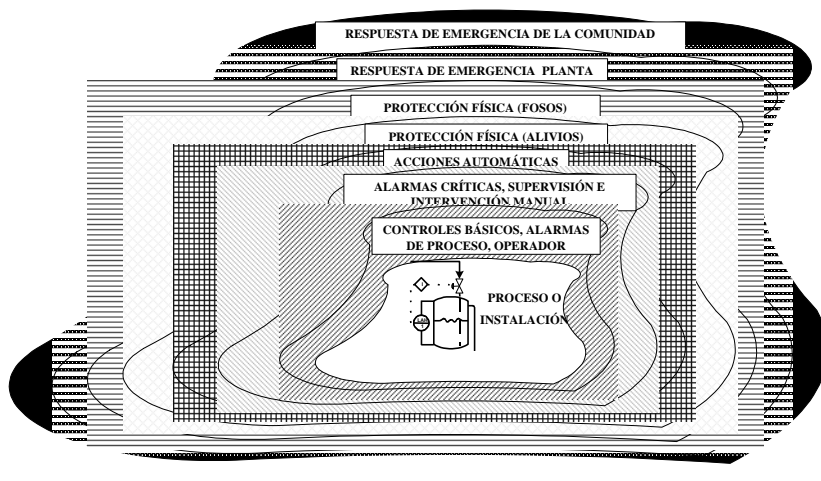 RESPUESTA DE EMERGENCIA DE LA COMUNIDAD
RESPUESTA DE EMERGENCIA PLANTA
PROTECCIÓN FÍSICA (FOSOS)
PROTECCIÓN FÍSICA (ALIVIOS)
ACCIONES AUTOMÁTICAS
ALARMAS CRÍTICAS, SUPERVISIÓN E
INTERVENCIÓN MANUAL
CONTROLES BÁSICOS, ALARMAS
DE PROCESO, OPERADOR
PROCESO O
INSTALACIÓN